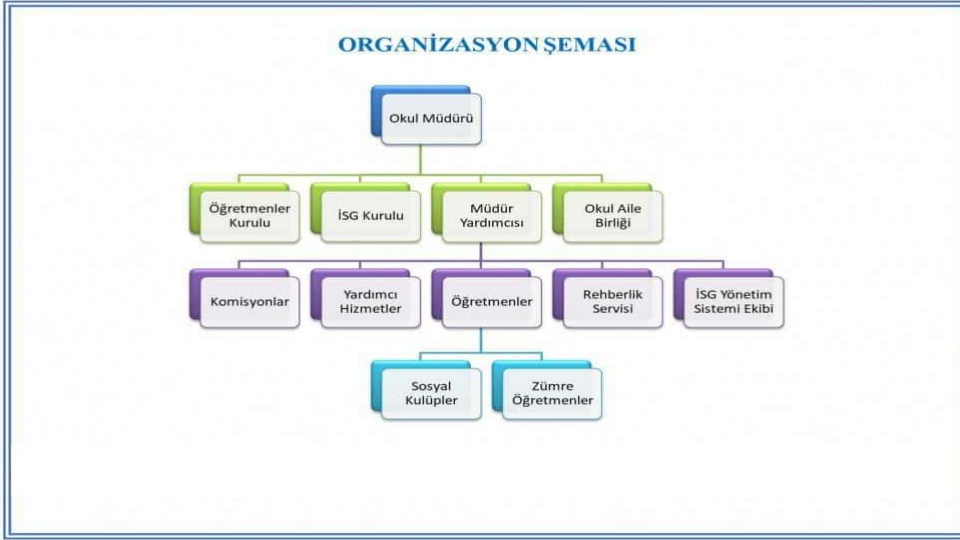 ORGANİZASYON ŞEMASI
Okul Müdürü
Öğretmenler
Kurulu
İSG Kurulu
Müdür
Yardımcısı
Okul Aile
Birliği
Komisyonlar
Yardımcı
Hizmetler
Öğretmenler
Rehberlik
Servisi
İSG Yönetim
Sistemi Ekibi
Sosyal
Kulüpler
Zümre
Öğretmenler